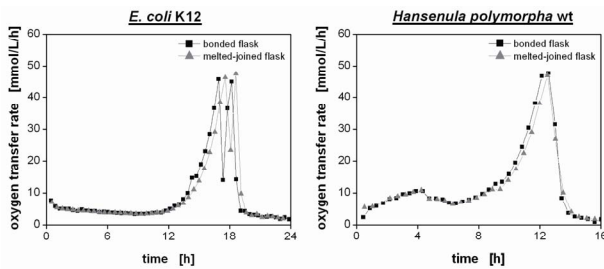 E. coli K12
Hansenula polymorpha wt
oxygen transfer rate [mmol/L/h]
60
50
40
30
20
10
0
bonded flask
melted-joined flask
0 6 12 18 24
time [h]
oxygen transfer rate [mmol/L/h]
60
50
40
30
20
10
0
bonded flask
melted-joined flask
0 4 8 12 16
time [h]